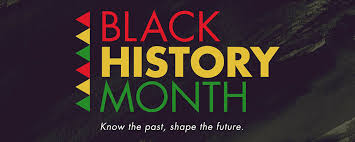 BLACK
HISTORY
MONTH
Know the past, shape the future.